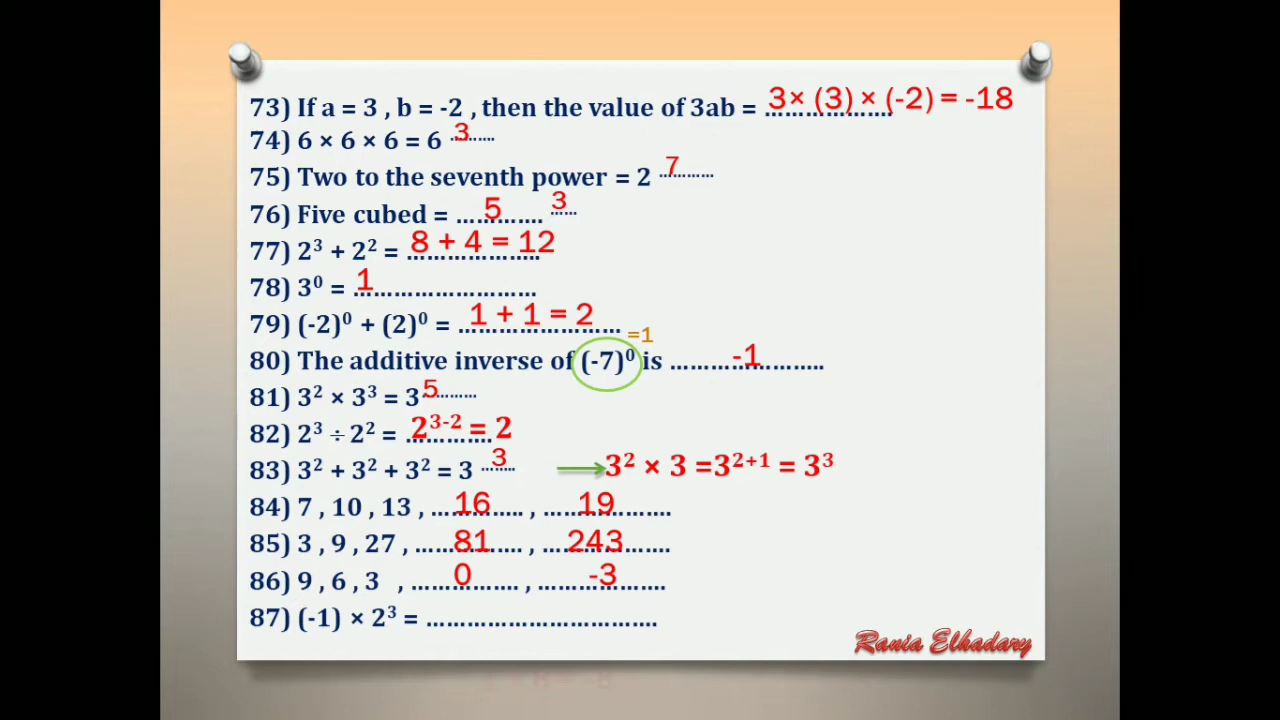 73) If a = 3 , b = -2 , then the value of 3ab = 3× (3) × (-2) = -18
74) 6 × 6 × 6 = 6 ³
75) Two to the seventh power = 2 ⁷
76) Five cubed = 5 ³
77) 2³ + 2² = 8 + 4 = 12
78) 3⁰ = 1
79) (-2)⁰ + (2)⁰ = 1 + 1 = 2
=1
80) The additive inverse of (-7)⁰ is -1
81) 3² × 3³ = 3⁵
82) 2³ ÷ 2² = 2³⁻² = 2
83) 3² + 3² + 3² = 3 ³ → 3² × 3 =3²⁺¹ = 3³
84) 7 , 10 , 13 , 16 , 19
85) 3 , 9 , 27 , 81 , 243
86) 9 , 6 , 3 , 0 , -3
87) (-1) × 2³ = ................................
Rania Elhadary